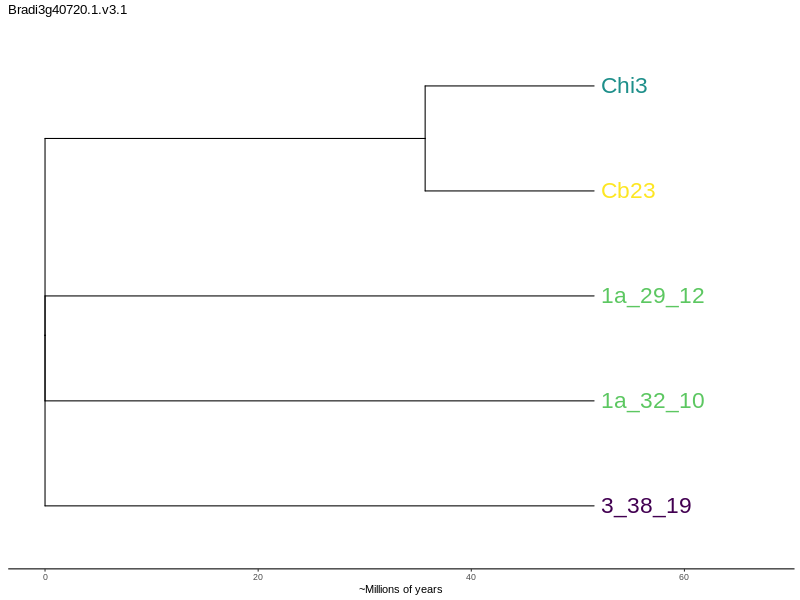 Bradi3g40720.1.v3.1
Chi3
Cb23
1a_29_12
1a_32_10
3_38_19
0 20 40 60
~Millions of years